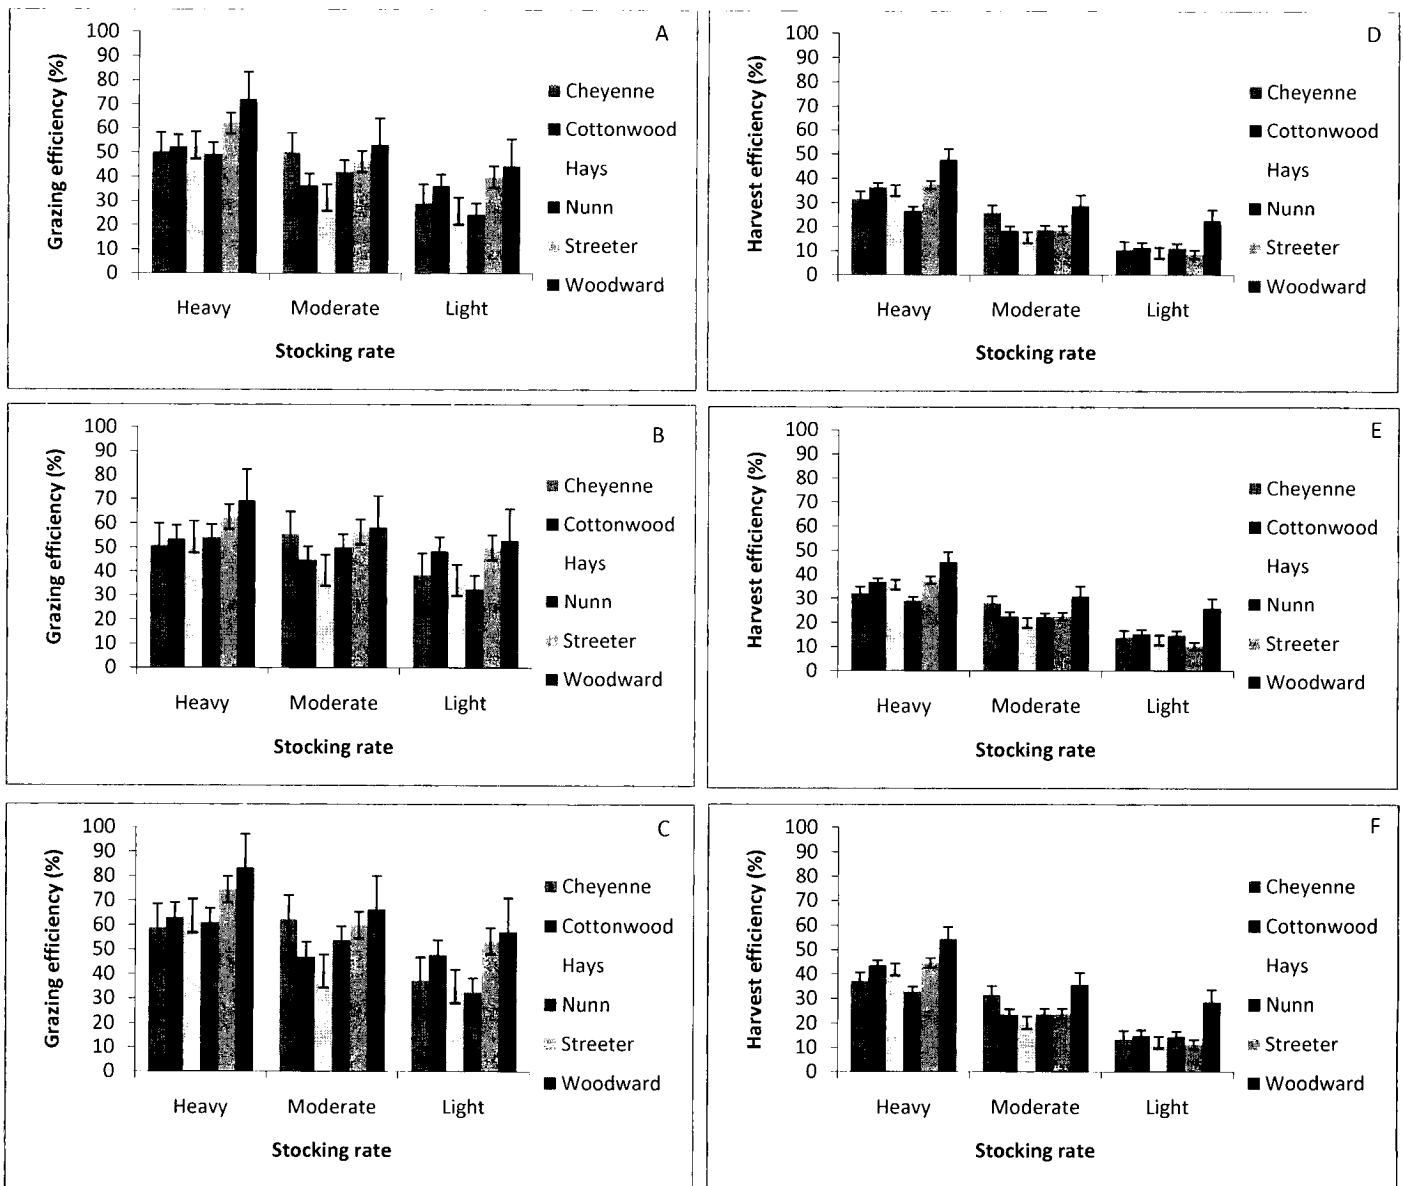 A
Grazing efficiency (%)
100
90
80
70
60
50
40
30
20
10
0
Heavy Moderate Light
Stocking rate
Cheyenne
Cottonwood
Hays
Nunn
Streeter
Woodward
D
Harvest efficiency (%)
100
90
80
70
60
50
40
30
20
10
0
Heavy Moderate Light
Stocking rate
Cheyenne
Cottonwood
Hays
Nunn
Streeter
Woodward
B
Grazing efficiency (%)
100
90
80
70
60
50
40
30
20
10
0
Heavy Moderate Light
Stocking rate
Cheyenne
Cottonwood
Hays
Nunn
Streeter
Woodward
E
Harvest efficiency (%)
100
90
80
70
60
50
40
30
20
10
0
Heavy Moderate Light
Stocking rate
Cheyenne
Cottonwood
Hays
Nunn
Streeter
Woodward
C
Grazing efficiency (%)
100
90
80
70
60
50
40
30
20
10
0
Heavy Moderate Light
Stocking rate
Cheyenne
Cottonwood
Hays
Nunn
Streeter
Woodward
F
Harvest efficiency (%)
100
90
80
70
60
50
40
30
20
10
0
Heavy Moderate Light
Stocking rate
Cheyenne
Cottonwood
Hays
Nunn
Streeter
Woodward